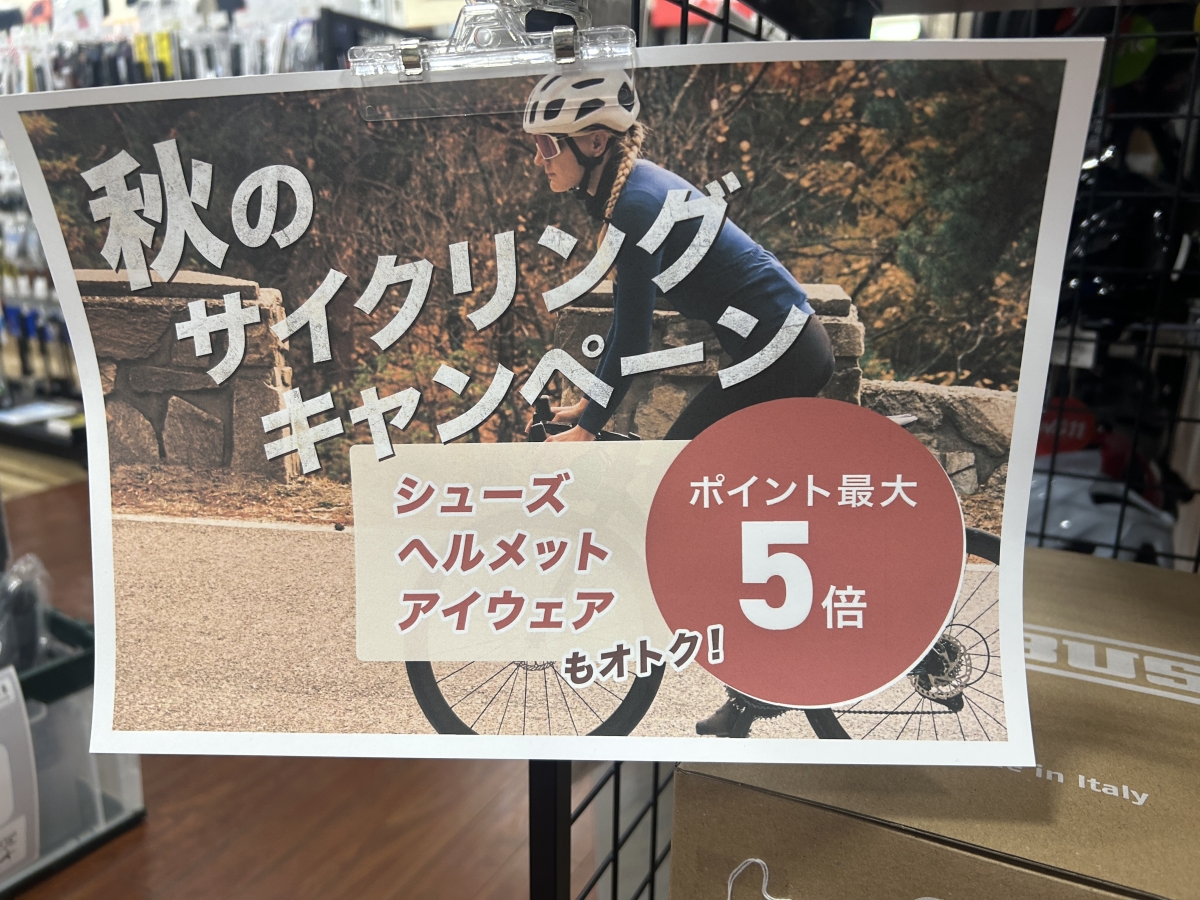 秋の
サイクリング
キャンペーン
シューズ
ヘルメット
アイウェア
もオトク!
ポイント最大
5倍
BUS
in Italy